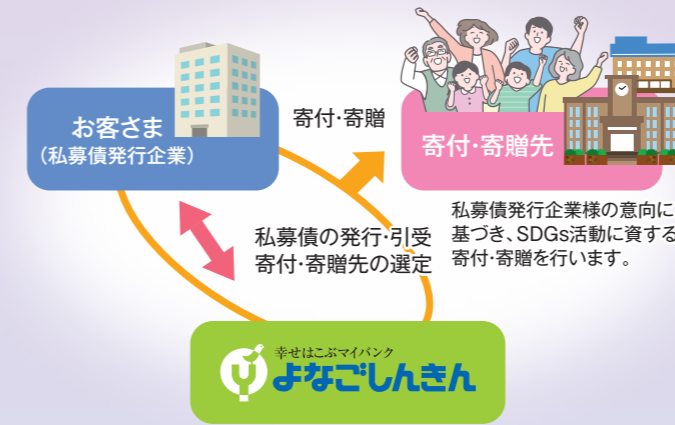 お客さま
（私募債発行企業）
寄付・寄贈
寄付・寄贈先
私募債の発行・引受
寄付・寄贈先の選定
私募債発行企業様の意向に
基づき、SDGs活動に資する
寄付・寄贈を行います。
幸せはこぶマイバンク
よなごしんきん